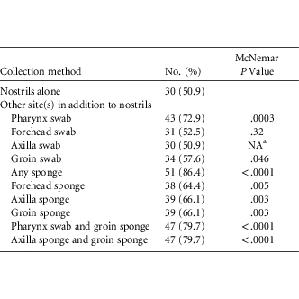 McNemar
Collection method No. (%) P Value
Nostrils alone 30 (50.9)
Other site(s) in addition to nostrils
Pharynx swab 43 (72.9) .0003
Forehead swab 31 (52.5) .32
Axilla swab 30 (50.9) NAª
Groin swab 34 (57.6) .046
Any sponge 51 (86.4) <.0001
Forehead sponge 38 (64.4) .005
Axilla sponge 39 (66.1) .003
Groin sponge 39 (66.1) .003
Pharynx swab and groin sponge 47 (79.7) <.0001
Axilla sponge and groin sponge 47 (79.7) <.0001